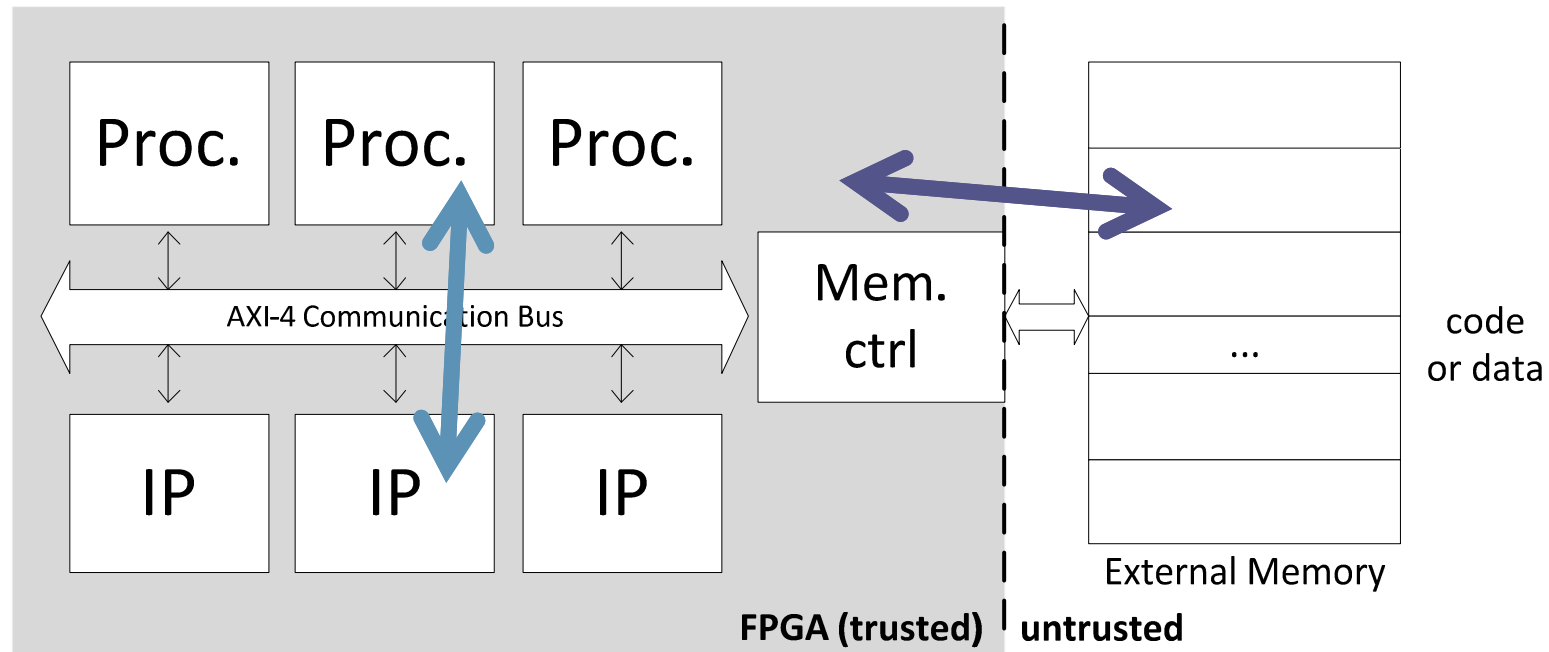 Proc.
Proc.
Proc.
AXI-4 Communication Bus
Mem.
ctrl
IP
IP
IP
...
code
or data
External Memory
FPGA (trusted)
untrusted